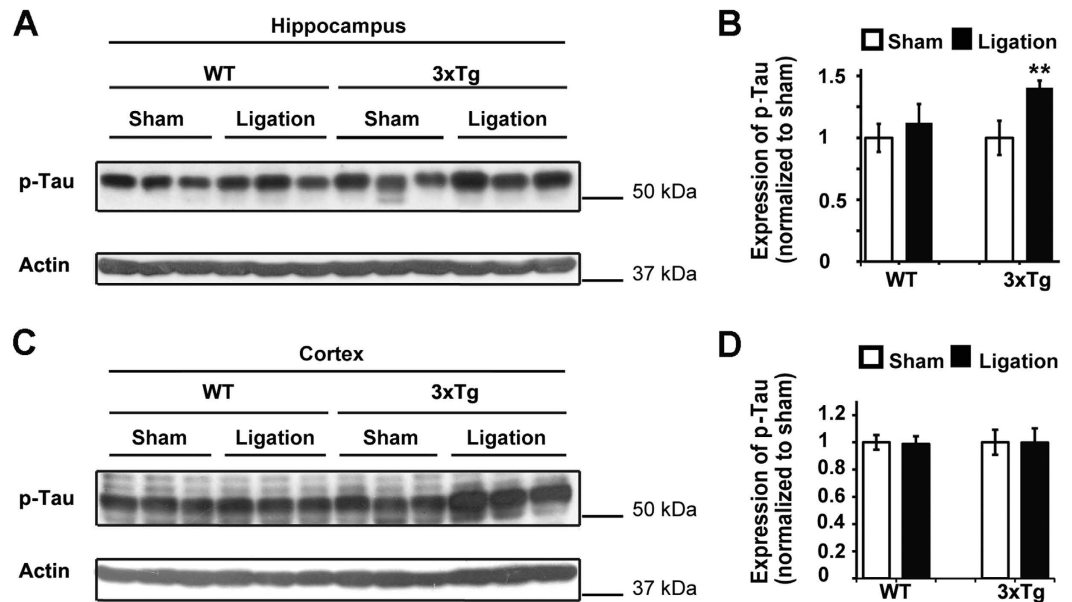 A
Hippocampus
WT 3xTg
Sham Ligation Sham Ligation
p-Tau
50 kDa
Actin
37 kDa
B
Sham Ligation
Expression of p-Tau
(normalized to sham)
1.5
**
1
0.5
0
WT 3xTg
C
Cortex
WT 3xTg
Sham Ligation Sham Ligation
p-Tau
50 kDa
Actin
37 kDa
D
Sham Ligation
Expression of p-Tau
(normalized to sham)
1.2
1
0.8
0.6
0.4
0.2
0
WT 3xTg